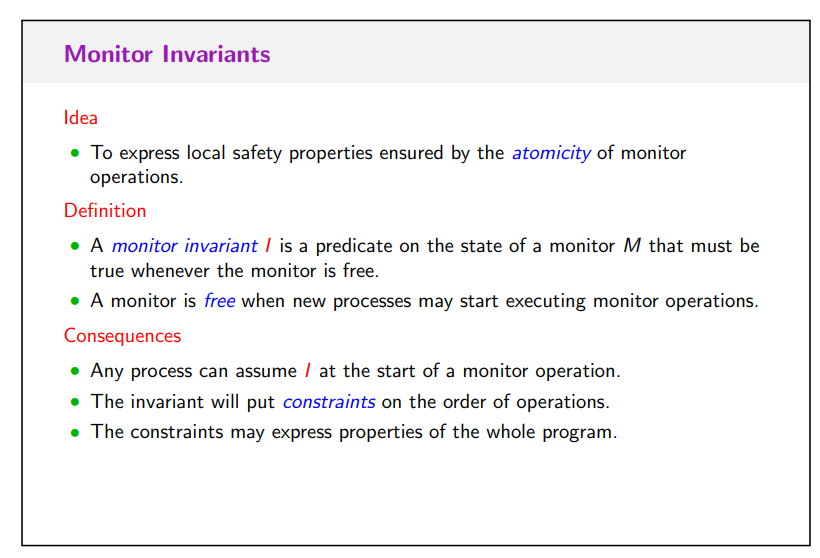 Monitor Invariants
Idea
• To express local safety properties ensured by the atomicity of monitor
operations.
Definition
• A monitor invariant I is a predicate on the state of a monitor M that must be
true whenever the monitor is free.
• A monitor is free when new processes may start executing monitor operations.
Consequences
• Any process can assume I at the start of a monitor operation.
• The invariant will put constraints on the order of operations.
• The constraints may express properties of the whole program.